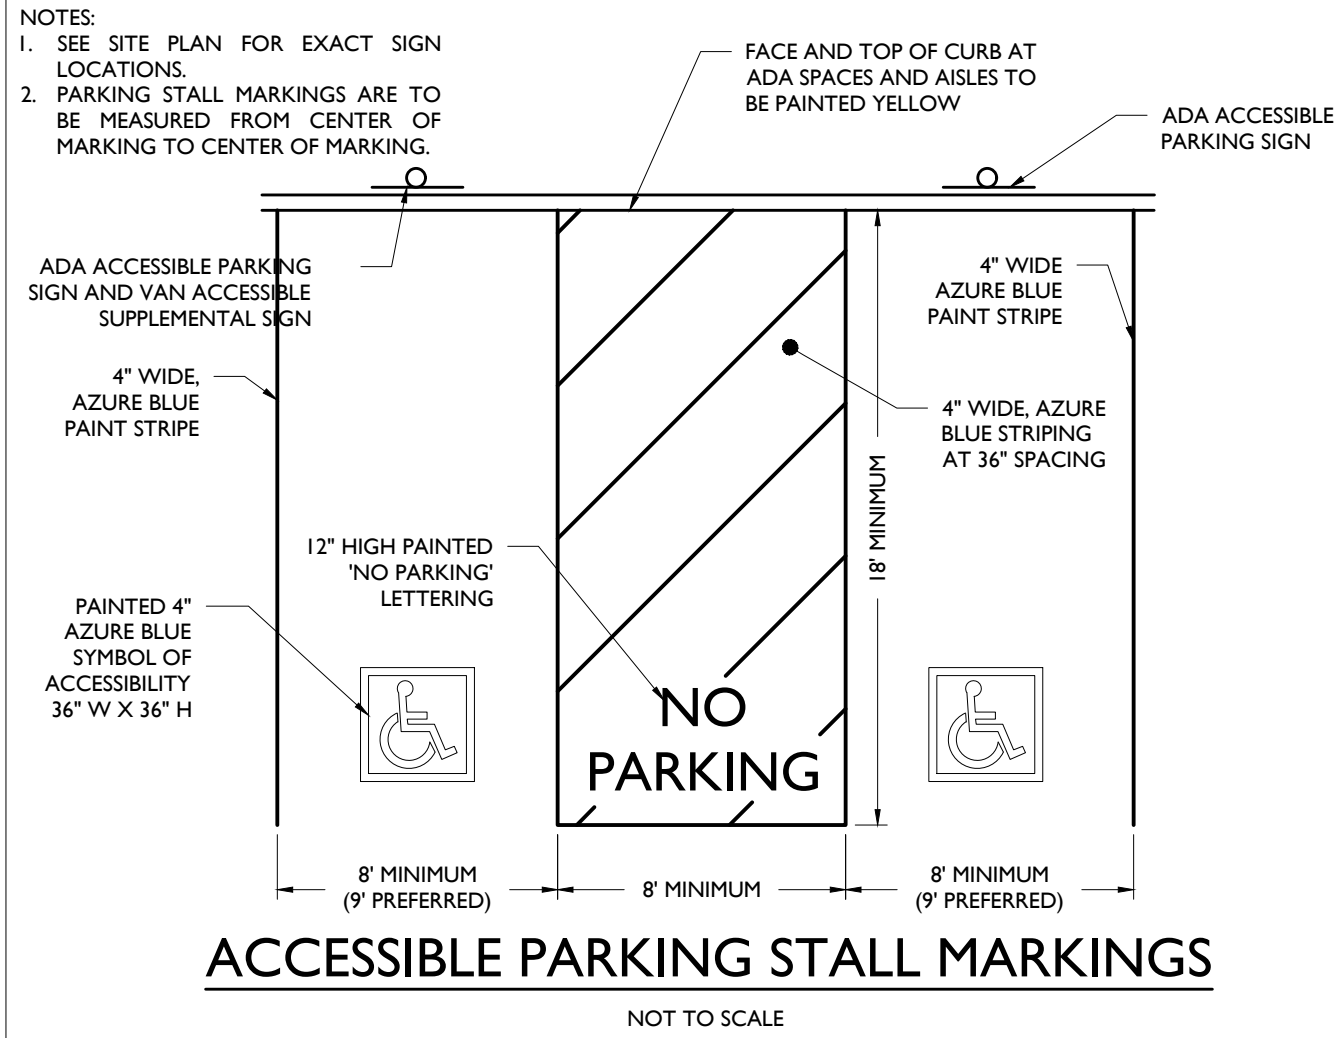 NOTES:
1. SEE SITE PLAN FOR EXACT SIGN
LOCATIONS.
2. PARKING STALL MARKINGS ARE TO
BE MEASURED FROM CENTER OF
MARKING TO CENTER OF MARKING.
FACE AND TOP OF CURB AT
ADA SPACES AND AISLES TO
BE PAINTED YELLOW
ADA ACCESSIBLE
PARKING SIGN
ADA ACCESSIBLE PARKING
SIGN AND VAN ACCESSIBLE
SUPPLEMENTAL SIGN
4" WIDE
AZURE BLUE
PAINT STRIPE
4" WIDE,
AZURE BLUE
PAINT STRIPE
4" WIDE, AZURE
BLUE STRIPING
AT 36" SPACING
18' MINIMUM
12" HIGH PAINTED
'NO PARKING'
LETTERING
PAINTED 4"
AZURE BLUE
SYMBOL OF
ACCESSIBILITY
36" W X 36" H
NO
PARKING
8' MINIMUM
(9' PREFERRED)
8' MINIMUM
8' MINIMUM
(9' PREFERRED)
ACCESSIBLE PARKING STALL MARKINGS
NOT TO SCALE